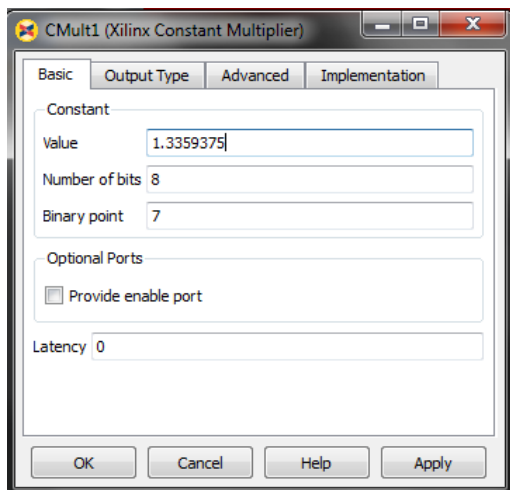 CMult1 (Xilinx Constant Multiplier)
Basic Output Type Advanced Implementation
Constant
Value 1.3359375
Number of bits 8
Binary point 7
Optional Ports
Provide enable port
Latency 0
OK Cancel Help Apply